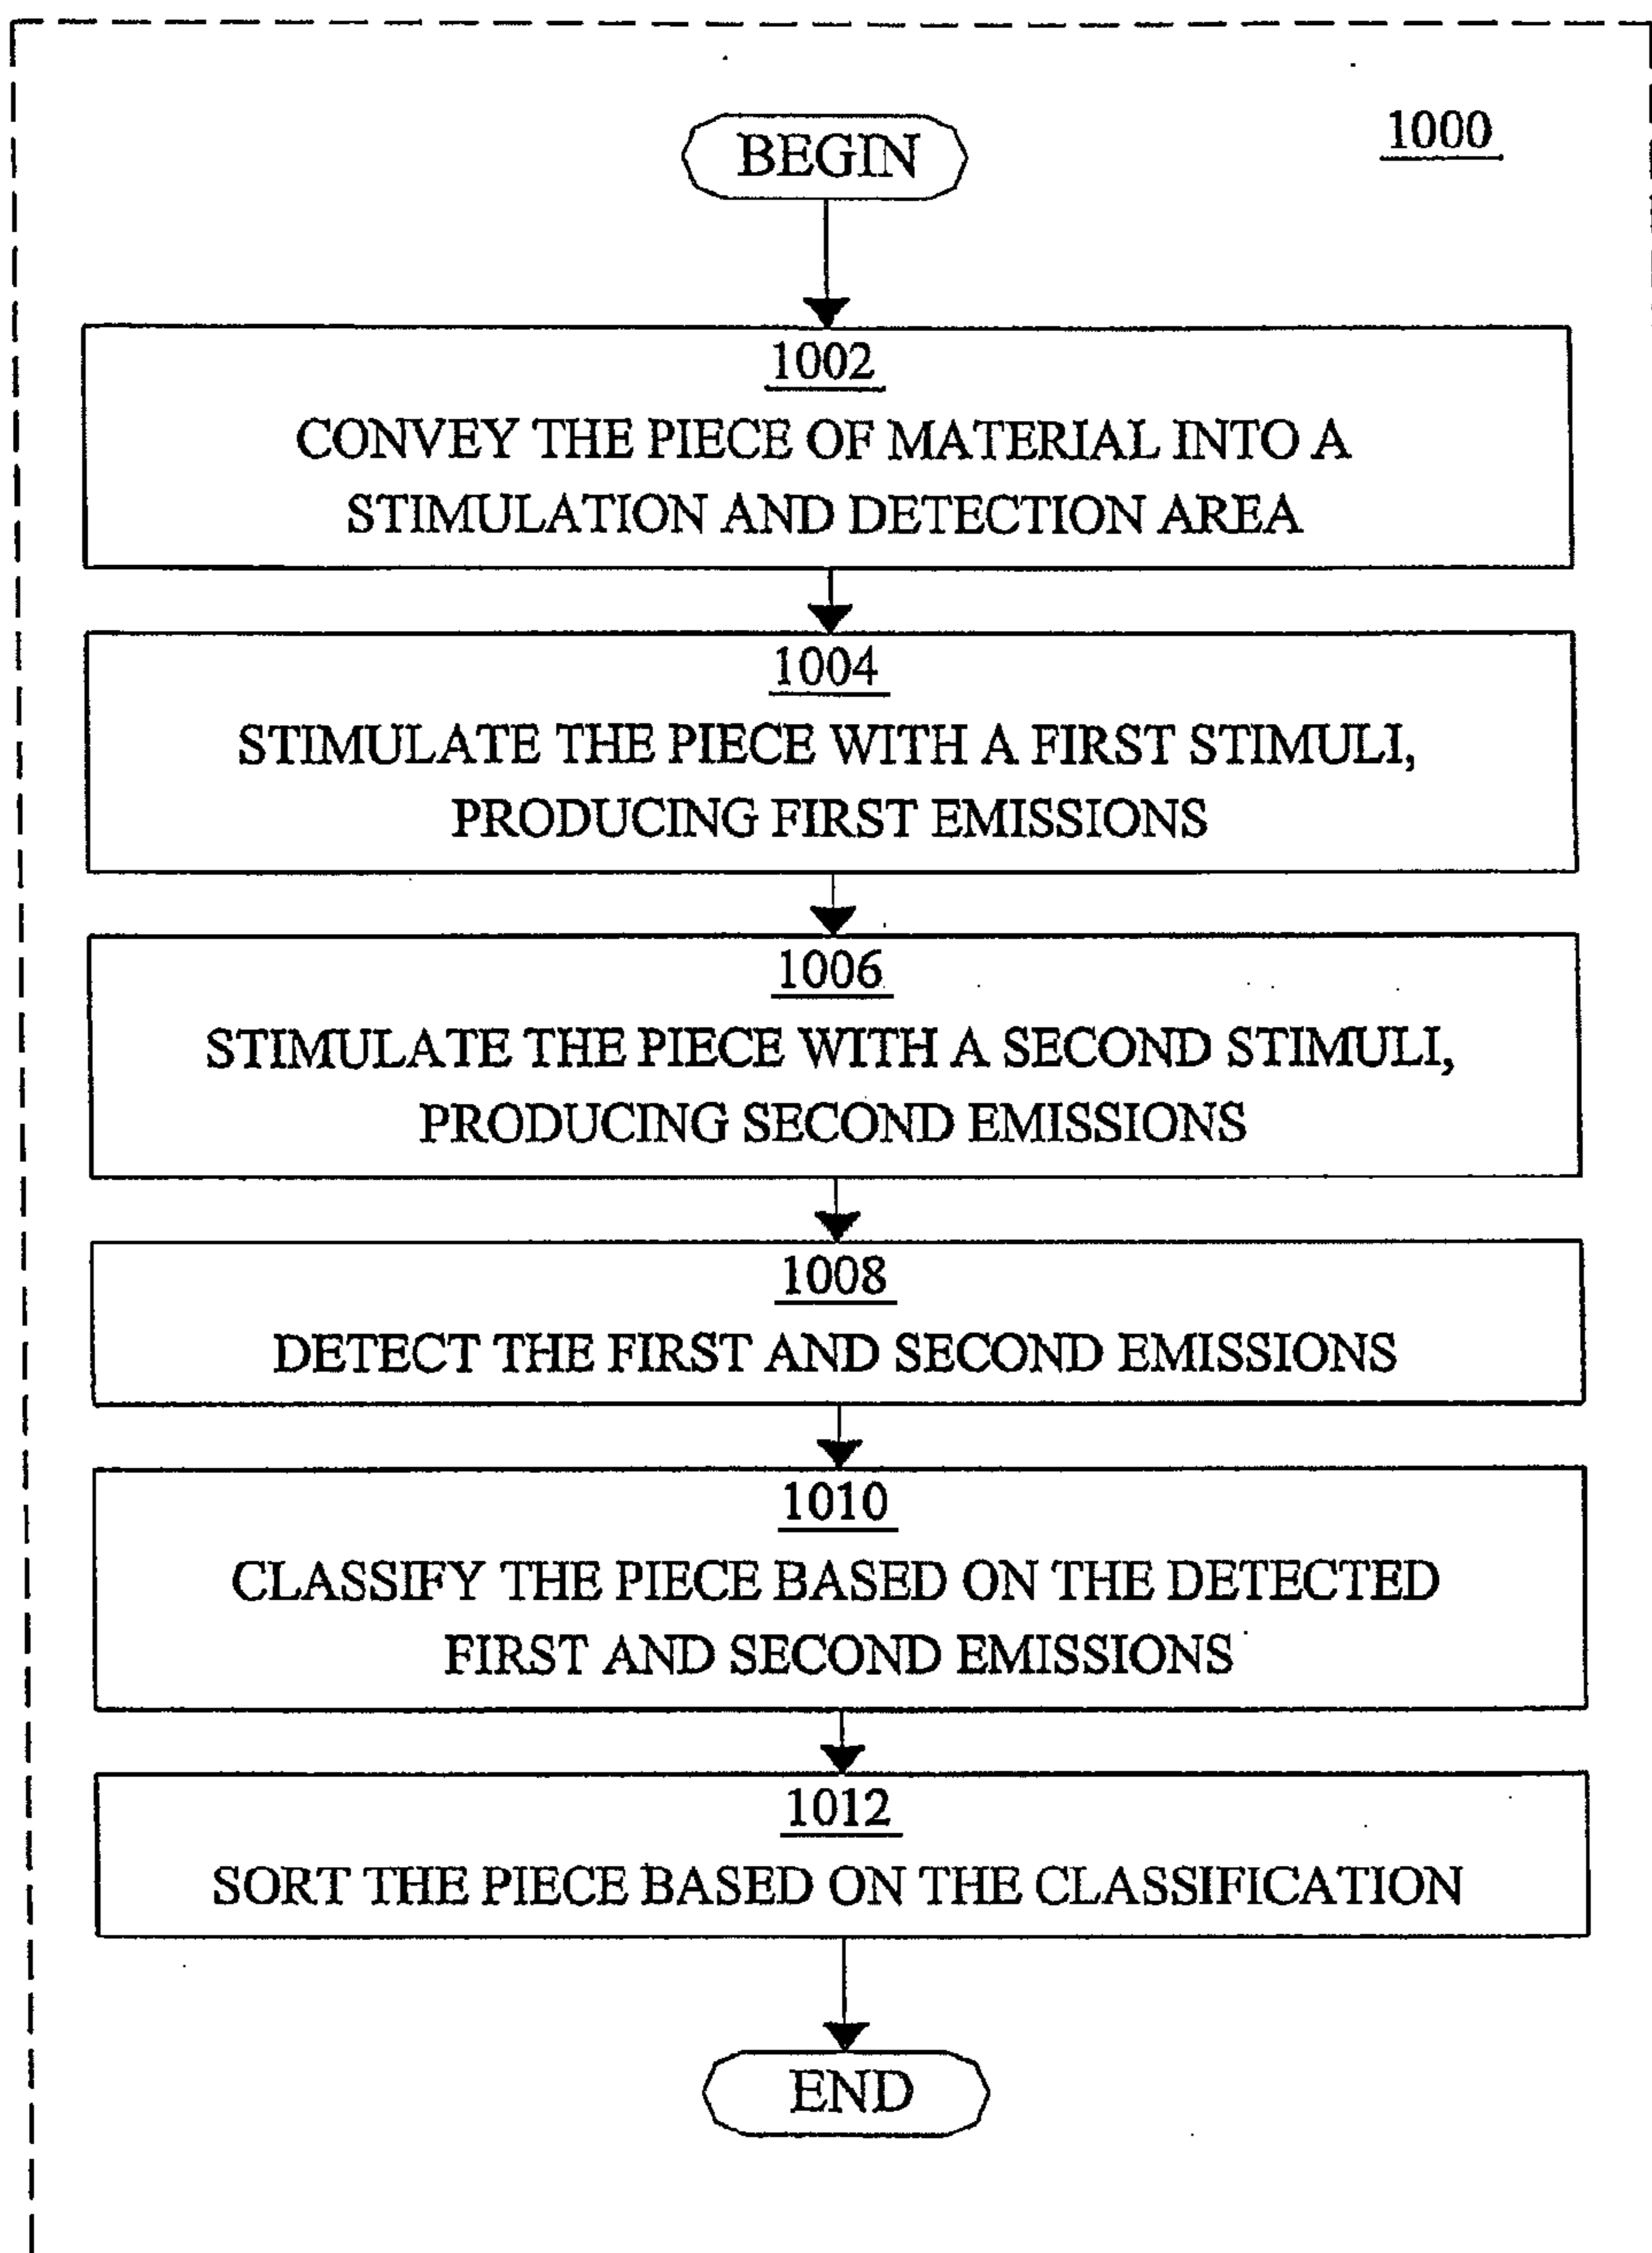 1000
BEGIN
1002
CONVEY THE PIECE OF MATERIAL INTO A
STIMULATION AND DETECTION AREA
1004
STIMULATE THE PIECE WITH A FIRST STIMULI,
PRODUCING FIRST EMISSIONS
1006
STIMULATE THE PIECE WITH A SECOND STIMULI,
PRODUCING SECOND EMISSIONS
1008
DETECT THE FIRST AND SECOND EMISSIONS
1010
CLASSIFY THE PIECE BASED ON THE DETECTED
FIRST AND SECOND EMISSIONS
1012
SORT THE PIECE BASED ON THE CLASSIFICATION
END